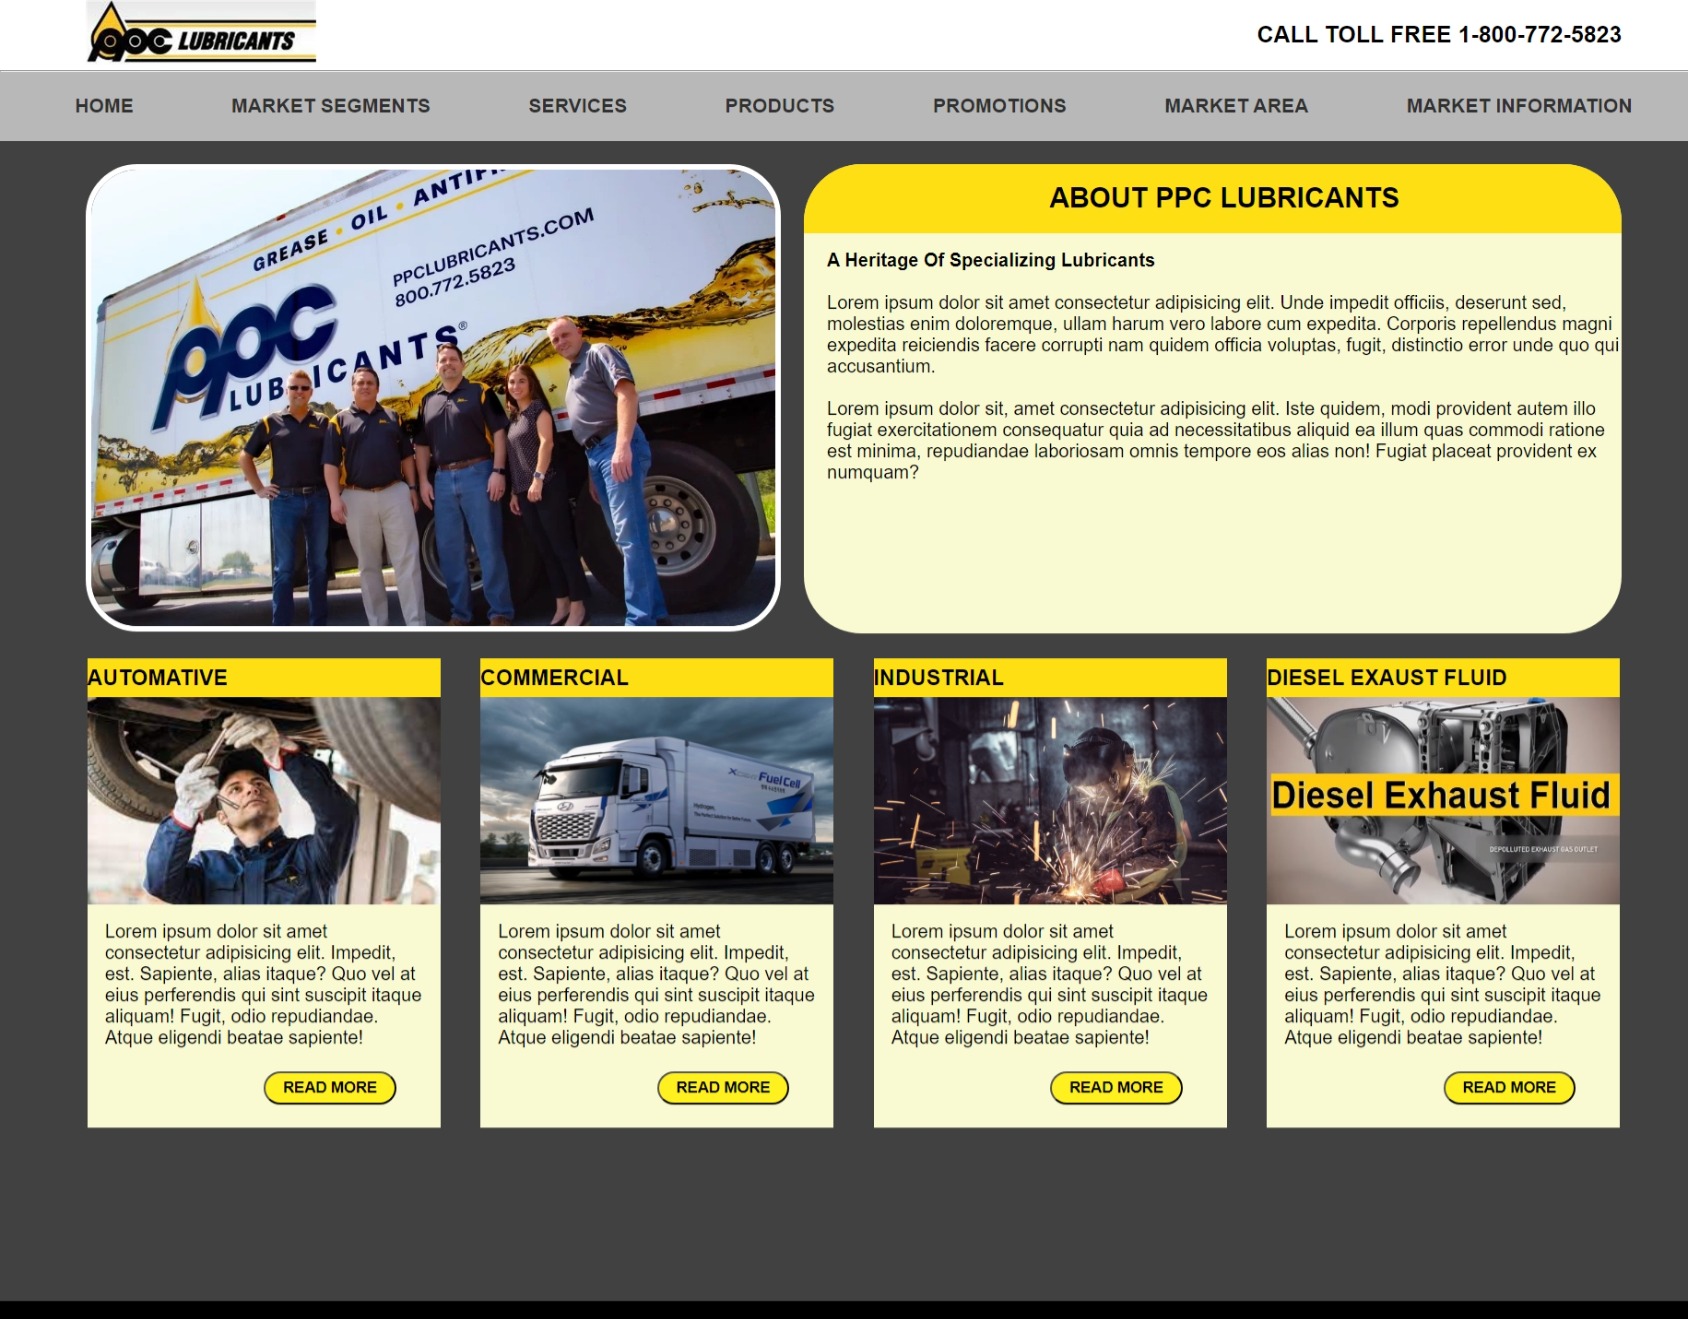 ppc LUBRICANTS
CALL TOLL FREE 1-800-772-5823
HOME MARKET SEGMENTS SERVICES PRODUCTS PROMOTIONS MARKET AREA MARKET INFORMATION
GREASE • OIL •
PPCLUBRICANTS.COM
800.772.5823
ppc
LUBRICANTS®
ABOUT PPC LUBRICANTS
A Heritage Of Specializing Lubricants
Lorem ipsum dolor sit amet consectetur adipisicing elit. Unde impedit officiis, deserunt sed,
molestias enim doloremque, ullam harum vero labore cum expedita. Corporis repellendus magni
expedita reiciendis facere corrupti nam quidem officia voluptas, fugit, distinctio error unde quo qui
accusantium.
Lorem ipsum dolor sit, amet consectetur adipisicing elit. Iste quidem, modi provident autem illo
fugiat exercitationem consequatur quia ad necessitatibus aliquid ea illum quas commodi ratione
est minima, repudiandae laboriosam omnis tempore eos alias non! Fugiat placeat provident ex
numquam?
AUTOMATIVE
Lorem ipsum dolor sit amet
consectetur adipisicing elit. Impedit,
est. Sapiente, alias itaque? Quo vel at
eius perferendis qui sint suscipit itaque
aliquam! Fugit, odio repudiandae.
Atque eligendi beatae sapiente!
READ MORE
COMMERCIAL
Fuel Cell
Hydrogen,
Lorem ipsum dolor sit amet
consectetur adipisicing elit. Impedit,
est. Sapiente, alias itaque? Quo vel at
eius perferendis qui sint suscipit itaque
aliquam! Fugit, odio repudiandae.
Atque eligendi beatae sapiente!
READ MORE
INDUSTRIAL
Lorem ipsum dolor sit amet
consectetur adipisicing elit. Impedit,
est. Sapiente, alias itaque? Quo vel at
eius perferendis qui sint suscipit itaque
aliquam! Fugit, odio repudiandae.
Atque eligendi beatae sapiente!
READ MORE
DIESEL EXAUST FLUID
Diesel Exhaust Fluid
DEPOLLUTED EXHAUST GAS OUTLET
Lorem ipsum dolor sit amet
consectetur adipisicing elit. Impedit,
est. Sapiente, alias itaque? Quo vel at
eius perferendis qui sint suscipit itaque
aliquam! Fugit, odio repudiandae.
Atque eligendi beatae sapiente!
READ MORE